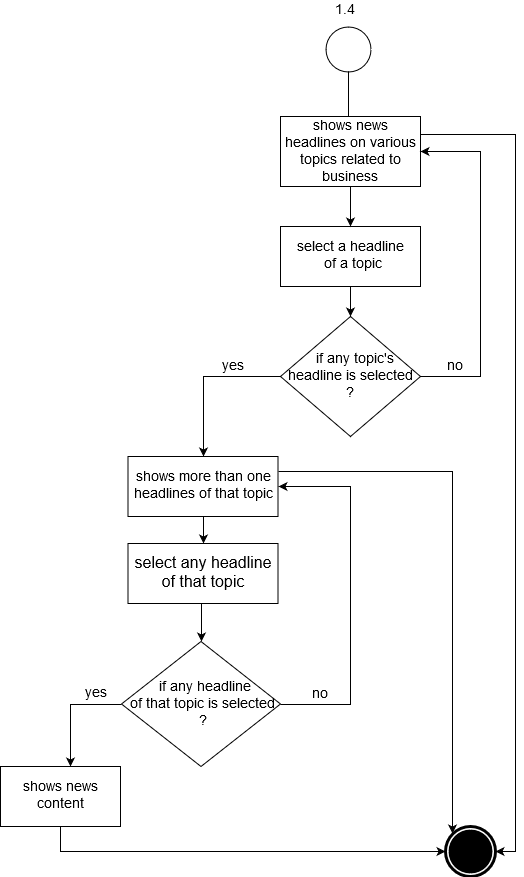 1.4
shows news
headlines on various
topics related to
business
select a headline
of a topic
if any topic's
headline is selected
?
yes
no
shows more than one
headlines of that topic
select any headline
of that topic
if any headline
of that topic is selected
?
yes
no
shows news
content